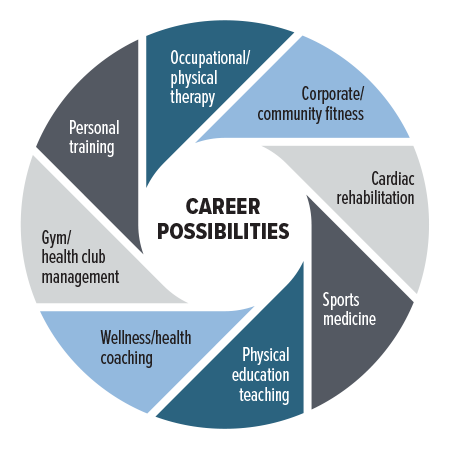 Occupational/
physical
therapy
Corporate/
community fitness
Cardiac
rehabilitation
Sports
medicine
Physical
education
teaching
Wellness/health
coaching
Gym/
health club
management
Personal
training
CAREER
POSSIBILITIES